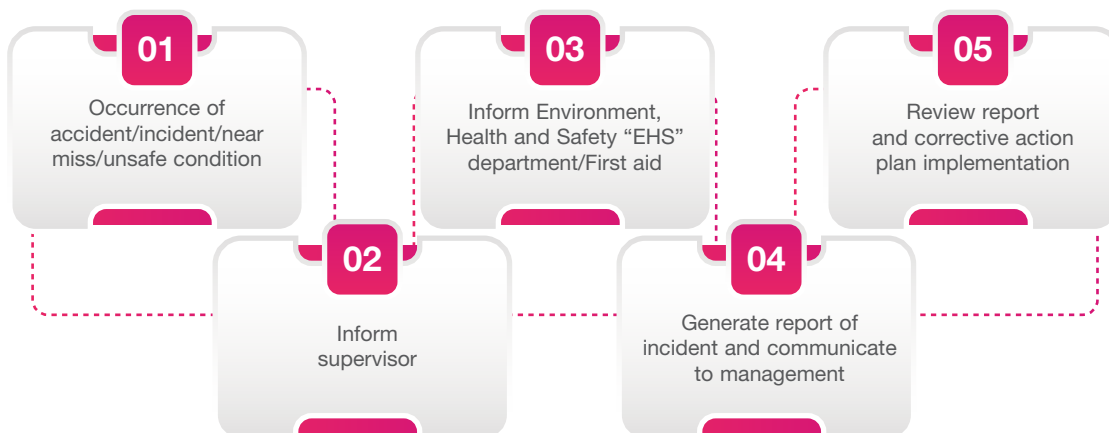 01
Occurrence of
accident/incident/near
miss/unsafe condition
02
Inform
supervisor
03
Inform Environment,
Health and Safety “EHS”
department/First aid
04
Generate report of
incident and communicate
to management
05
Review report
and corrective action
plan implementation